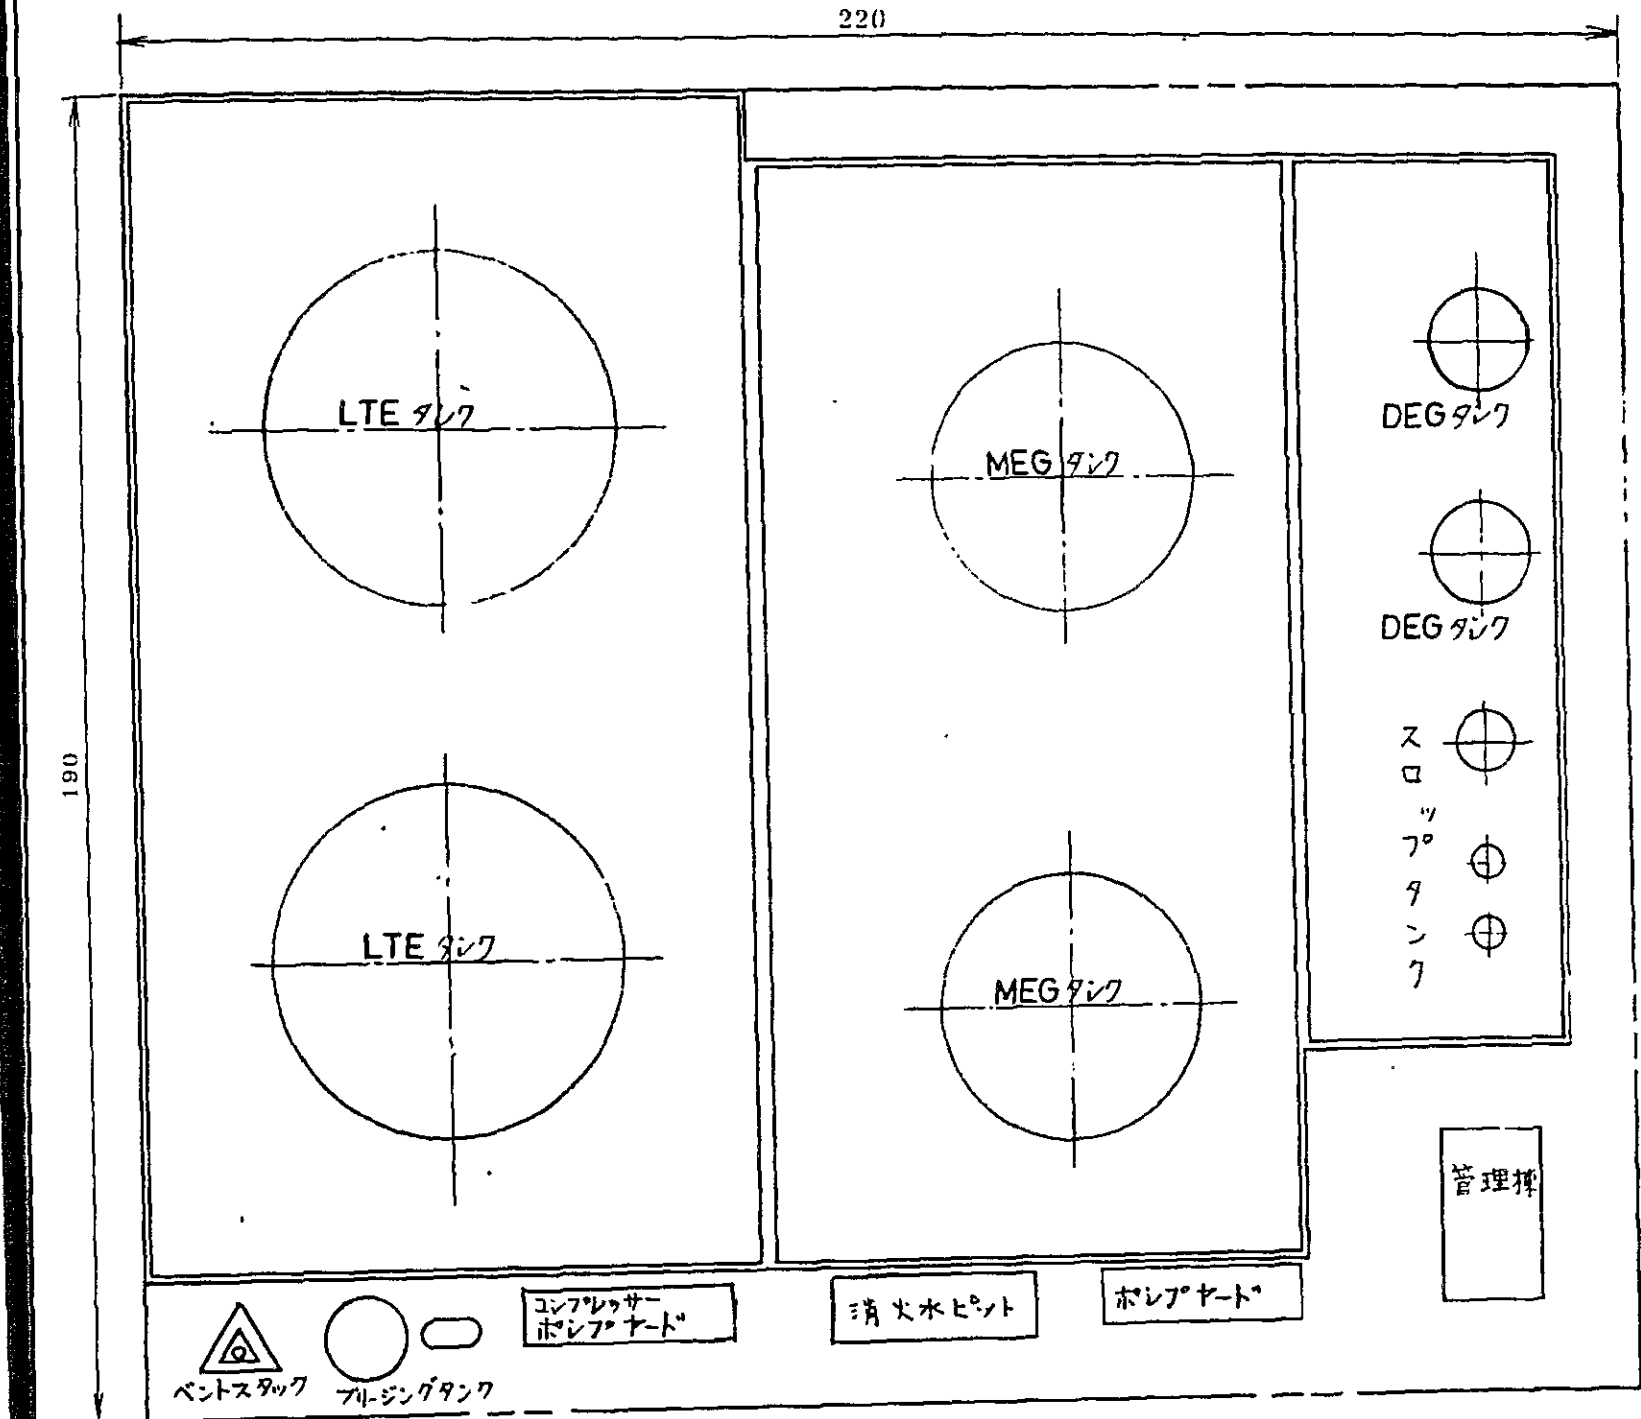 220
190
LTE タンク
MEG タンク
DEG タンク
DEG タンク
スロップタンク
LTE タンク
MEG タンク
管理棟
コンプレッサー
ポンプヤード
消火水ピット
ポンプヤード
ベントスタック
ブリージングタンク